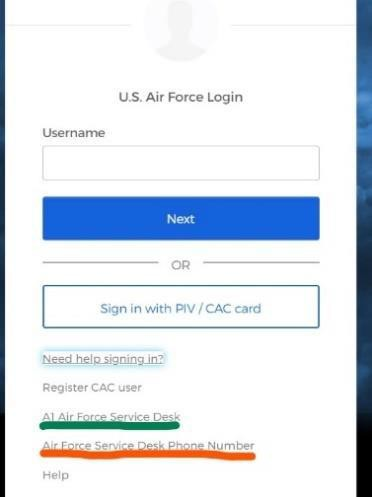 U.S. Air Force Login
Username
Next
OR
Sign in with PIV / CAC card
Need help signing in?
Register CAC user
A1 Air Force Service Desk
Air Force Service Desk Phone Number
Help